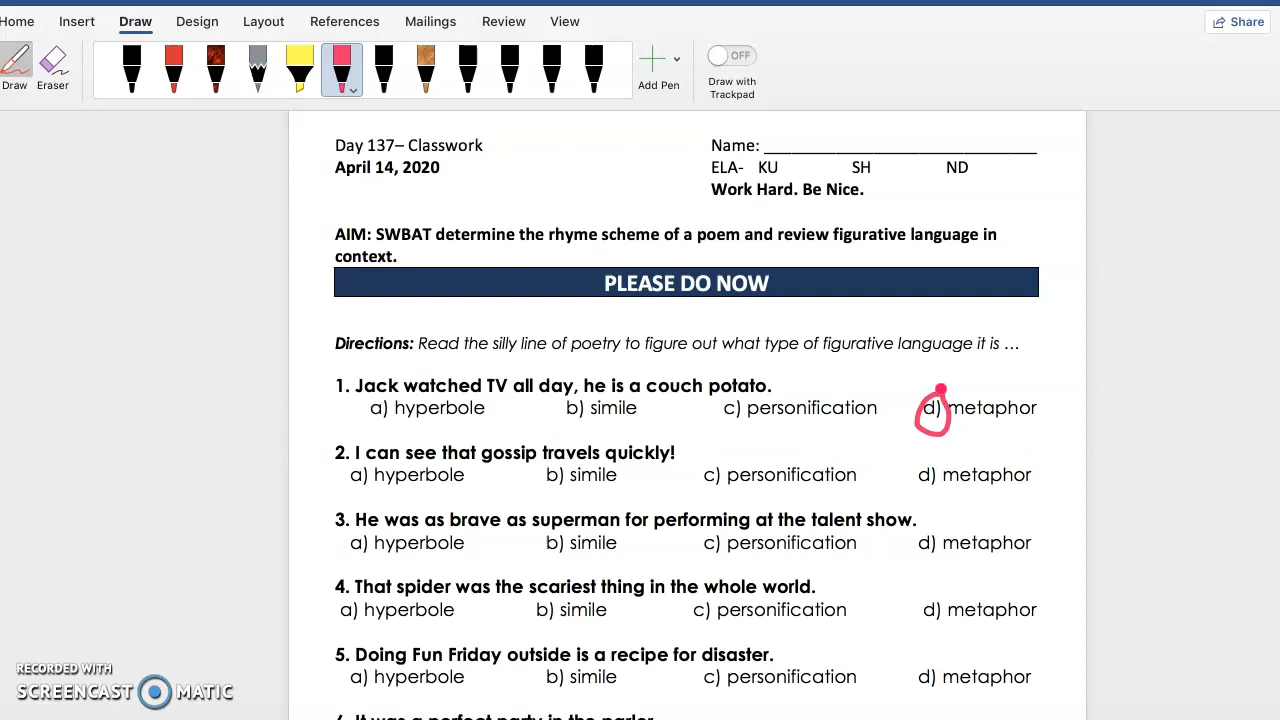 Home Insert Draw Design Layout References Mailings Review View Share
OFF
Draw Eraser Add Pen Draw with
Trackpad
Day 137– Classwork Name: ______________________________
April 14, 2020 ELA- KU SH ND
Work Hard. Be Nice.
AIM: SWBAT determine the rhyme scheme of a poem and review figurative language in
context.
PLEASE DO NOW
Directions: Read the silly line of poetry to figure out what type of figurative language it is …
1. Jack watched TV all day, he is a couch potato.
a) hyperbole b) simile c) personification d) metaphor
2. I can see that gossip travels quickly!
a) hyperbole b) simile c) personification d) metaphor
3. He was as brave as superman for performing at the talent show.
a) hyperbole b) simile c) personification d) metaphor
4. That spider was the scariest thing in the whole world.
a) hyperbole b) simile c) personification d) metaphor
5. Doing Fun Friday outside is a recipe for disaster.
a) hyperbole b) simile c) personification d) metaphor
RECORDED WITH
SCREENCAST MATIC
It was a perfect party in the parlor